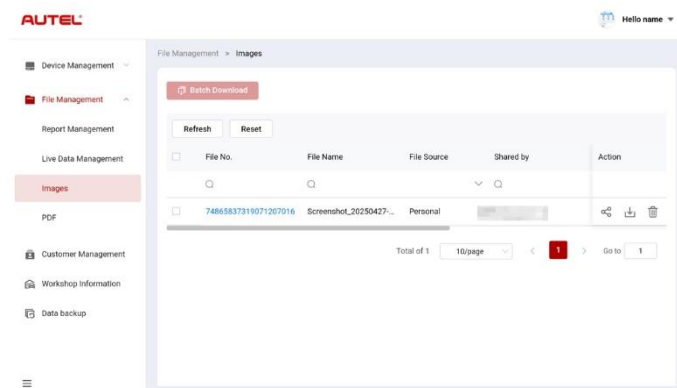 AUTEL
Hello name
Device Management
File Management
Report Management
Live Data Management
Images
PDF
Customer Management
Workshop Information
Data backup
File Management > Images
Batch Download
Refresh Reset
File No. File Name File Source Shared by Action
74865837319071207016 Screenshot_20250427-... Personal
Total of 1 10/page < 1 > Go to 1